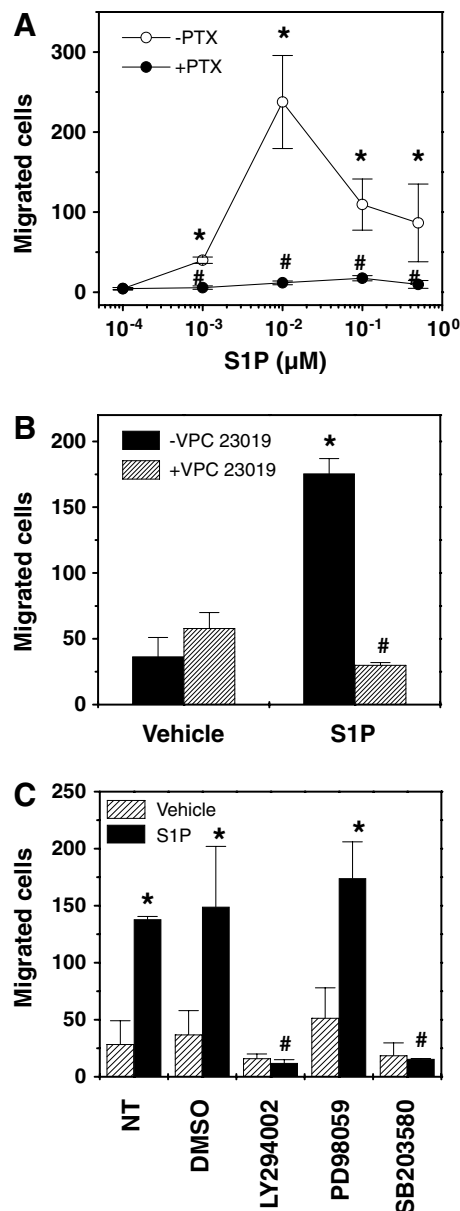 A
-PTX
+PTX
Migrated cells
300
200
100
0
*
*
*
*
#
#
#
#
10⁻⁴ 10⁻³ 10⁻² 10⁻¹ 10⁰
S1P (μM)
B
-VPC 23019
+VPC 23019
Migrated cells
200
150
100
50
0
*
#
Vehicle S1P
C
Vehicle
S1P
Migrated cells
250
200
150
100
50
0
*
*
#
*
#
NT
DMSO
LY294002
PD98059
SB203580